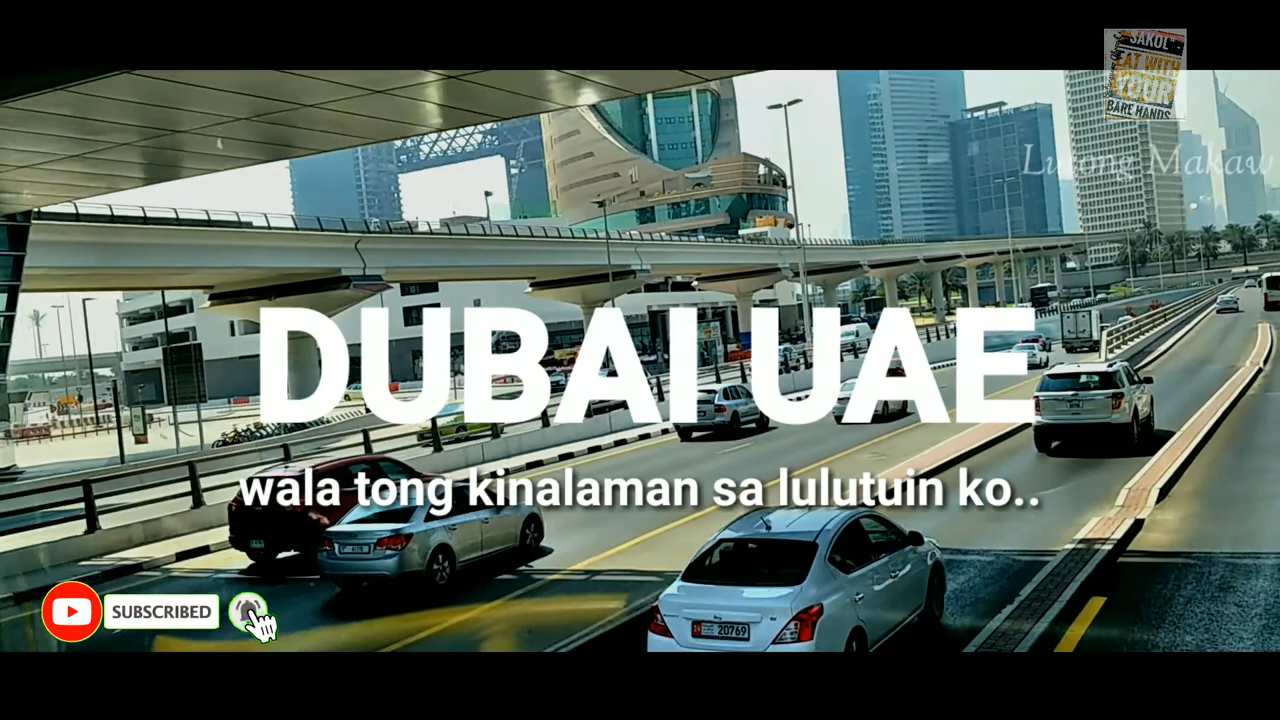 "SAKOL"
EAT WITH
YOUR
BARE HANDS
Lutong Makaw
DUBAI UAE
wala tong kinalaman sa lulutuin ko..
SUBSCRIBED
20769